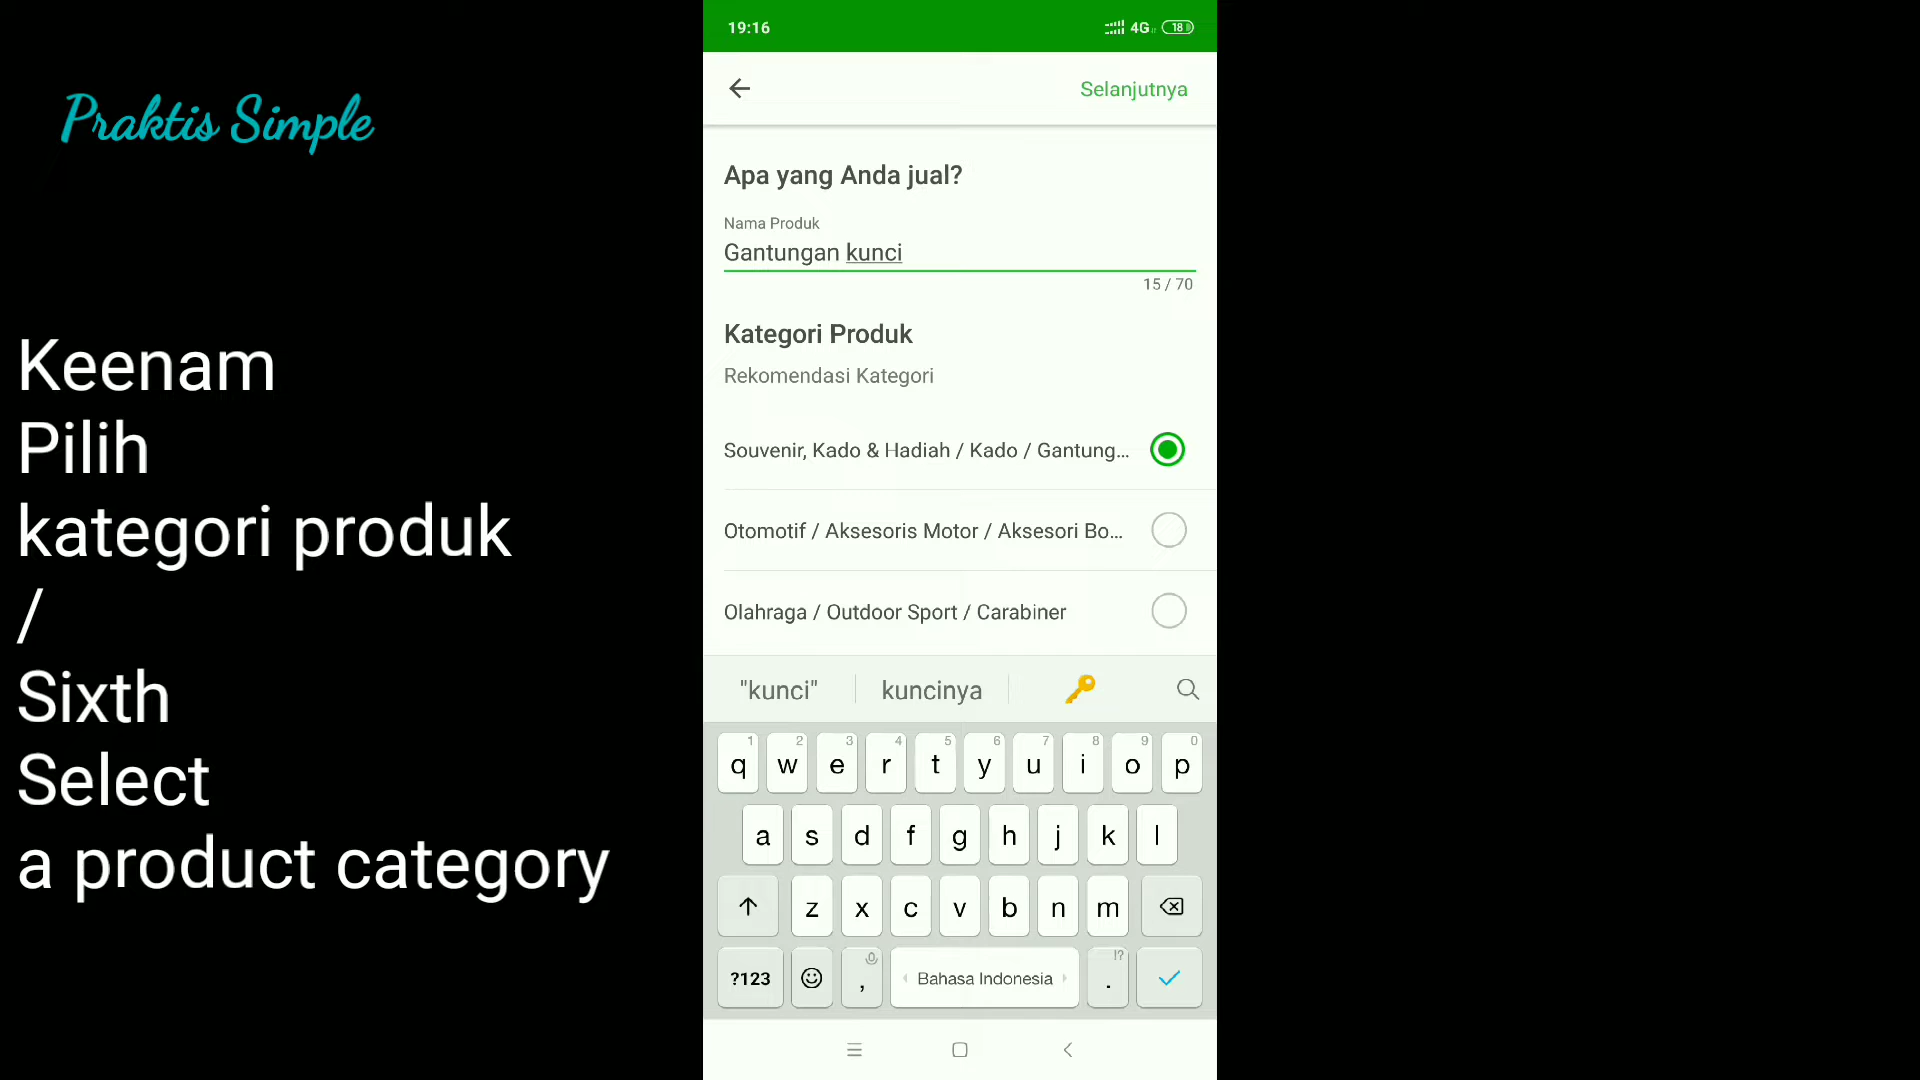 Praktis Simple
Keenam
Pilih
kategori produk
/
Sixth
Select
a product category
19:16
4G
18
Selanjutnya
Apa yang Anda jual?
Nama Produk
Gantungan kunci
15 / 70
Kategori Produk
Rekomendasi Kategori
Souvenir, Kado & Hadiah / Kado / Gantung...
Otomotif / Aksesoris Motor / Aksesori Bo...
Olahraga / Outdoor Sport / Carabiner
"kunci" kuncinya
1 2 3 4 5 6 7 8 9 0
q w e r t y u i o p
a s d f g h j k l
z x c v b n m
!?
?123 , Bahasa Indonesia .